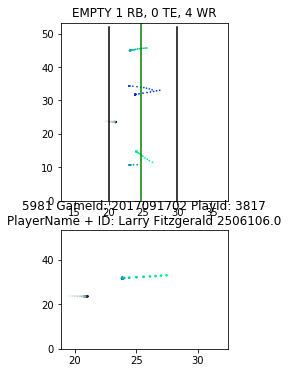 EMPTY 1 RB, 0 TE, 4 WR
50
40
30
20
10
0
15 20 25 30 35
5981 GameId: 2017091702 PlayId: 3817
PlayerName + ID: Larry Fitzgerald 2506106.0
40
20
0
20 25 30